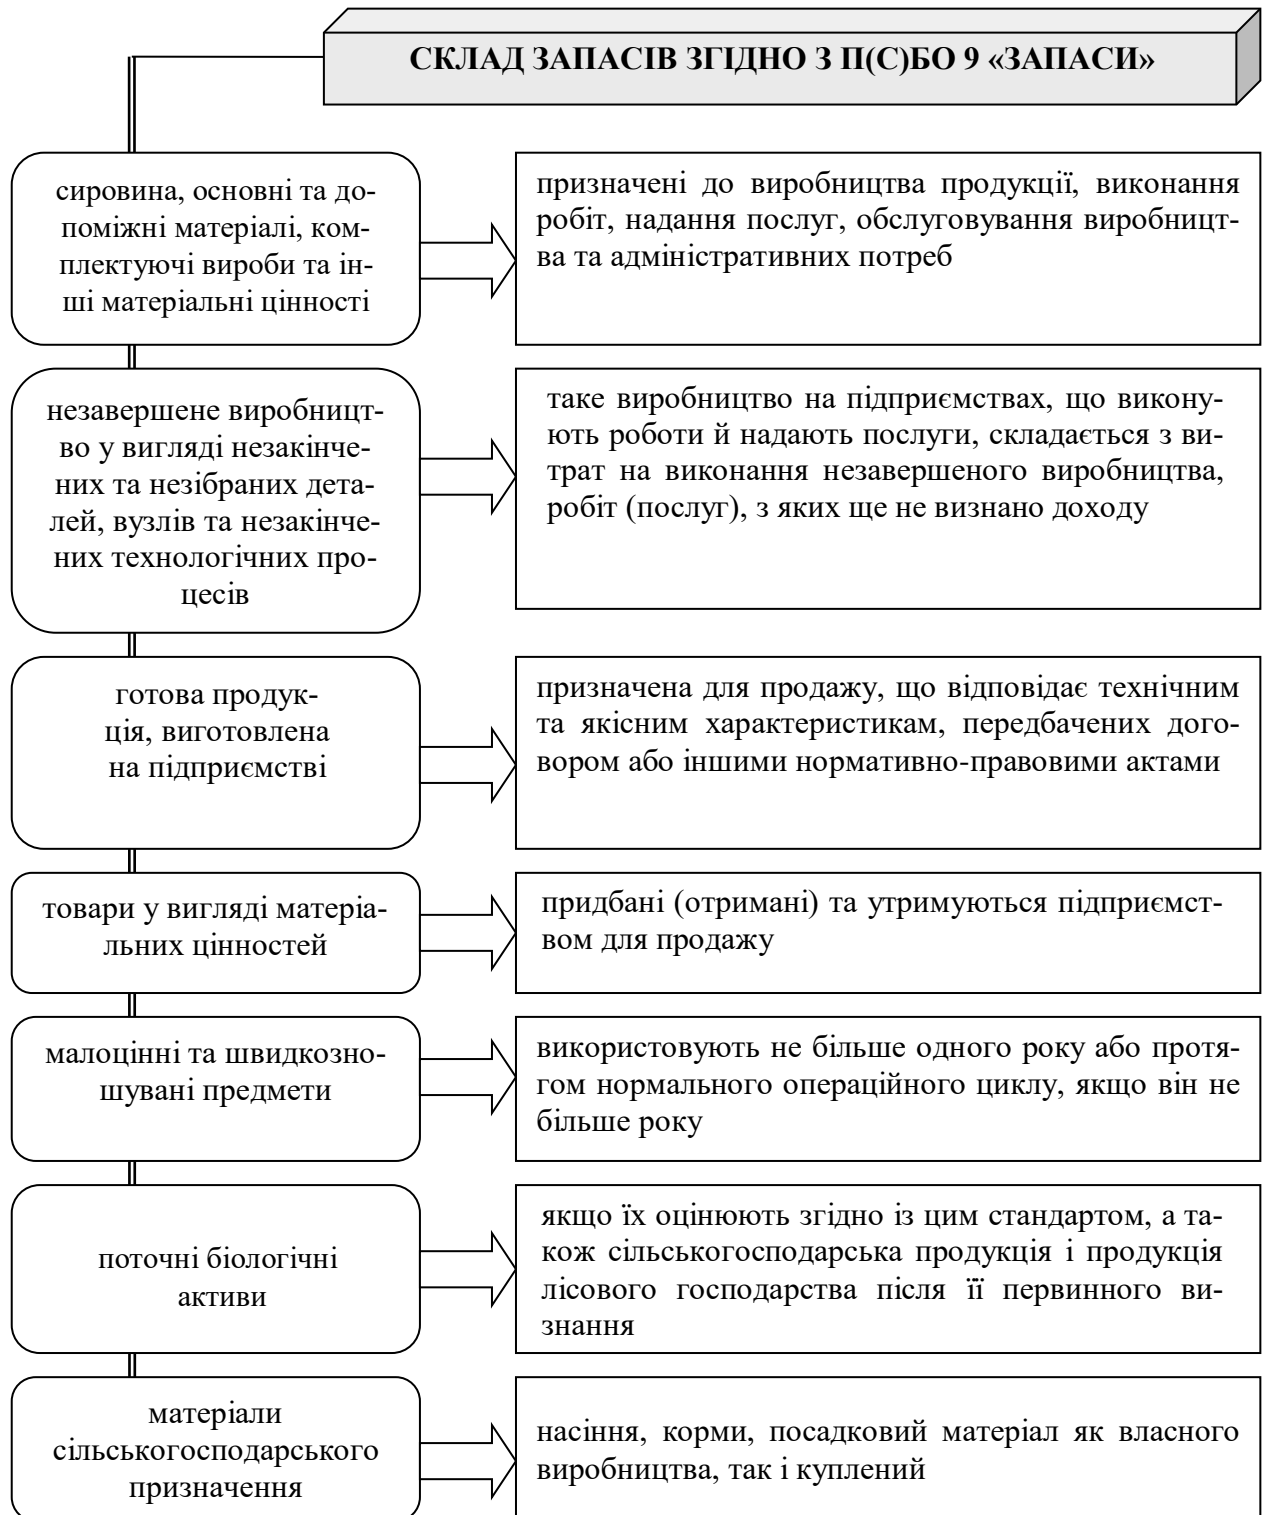 СКЛАД ЗАПАСІВ ЗГІДНО З П(С)БО 9 «ЗАПАСИ»
сировина, основні та до-
поміжні матеріалі, ком-
плектуючі вироби та ін-
ші матеріальні цінності
призначені до виробництва продукції, виконання
робіт, надання послуг, обслуговування виробницт-
ва та адміністративних потреб
незавершене виробницт-
во у вигляді незакінче-
них та незібраних дета-
лей, вузлів та незакінче-
них технологічних про-
цесів
таке виробництво на підприємствах, що викону-
ють роботи й надають послуги, складається з ви-
трат на виконання незавершеного виробництва,
робіт (послуг), з яких ще не визнано доходу
готова продук-
ція, виготовлена
на підприємстві
призначена для продажу, що відповідає технічним
та якісним характеристикам, передбачених дого-
вором або іншими нормативно-правовими актами
товари у вигляді матеріа-
льних цінностей
придбані (отримані) та утримуються підприємст-
вом для продажу
малоцінні та швидкозно-
шувані предмети
використовують не більше одного року або протя-
гом нормального операційного циклу, якщо він не
більше року
поточні біологічні
активи
якщо їх оцінюють згідно із цим стандартом, а та-
кож сільськогосподарська продукція і продукція
лісового господарства після її первинного ви-
знання
матеріали
сільськогосподарського
призначення
насіння, корми, посадковий матеріал як власного
виробництва, так і куплений